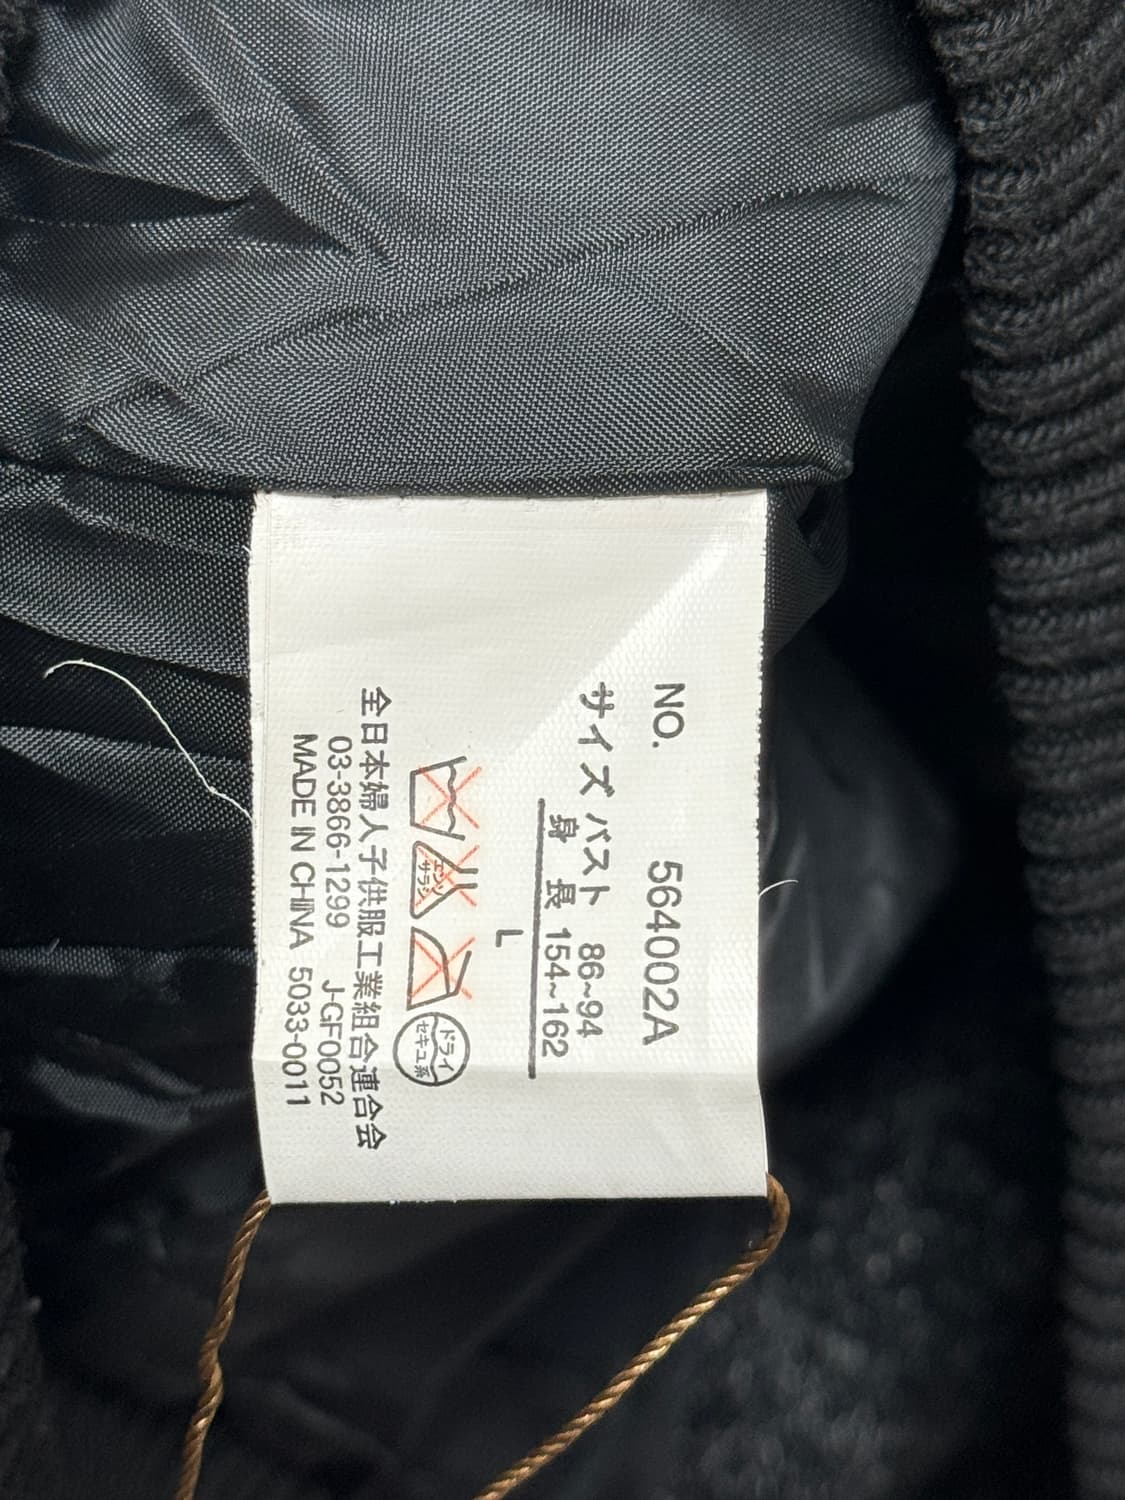 NO. 564002A
サイズ バスト 86~94
身長 154~162
L
エンソ
サラシ
ドライ
セキユ系
全日本婦人子供服工業組合連合会
03-3866-1299 J-GF0052
MADE IN CHINA 5033-0011